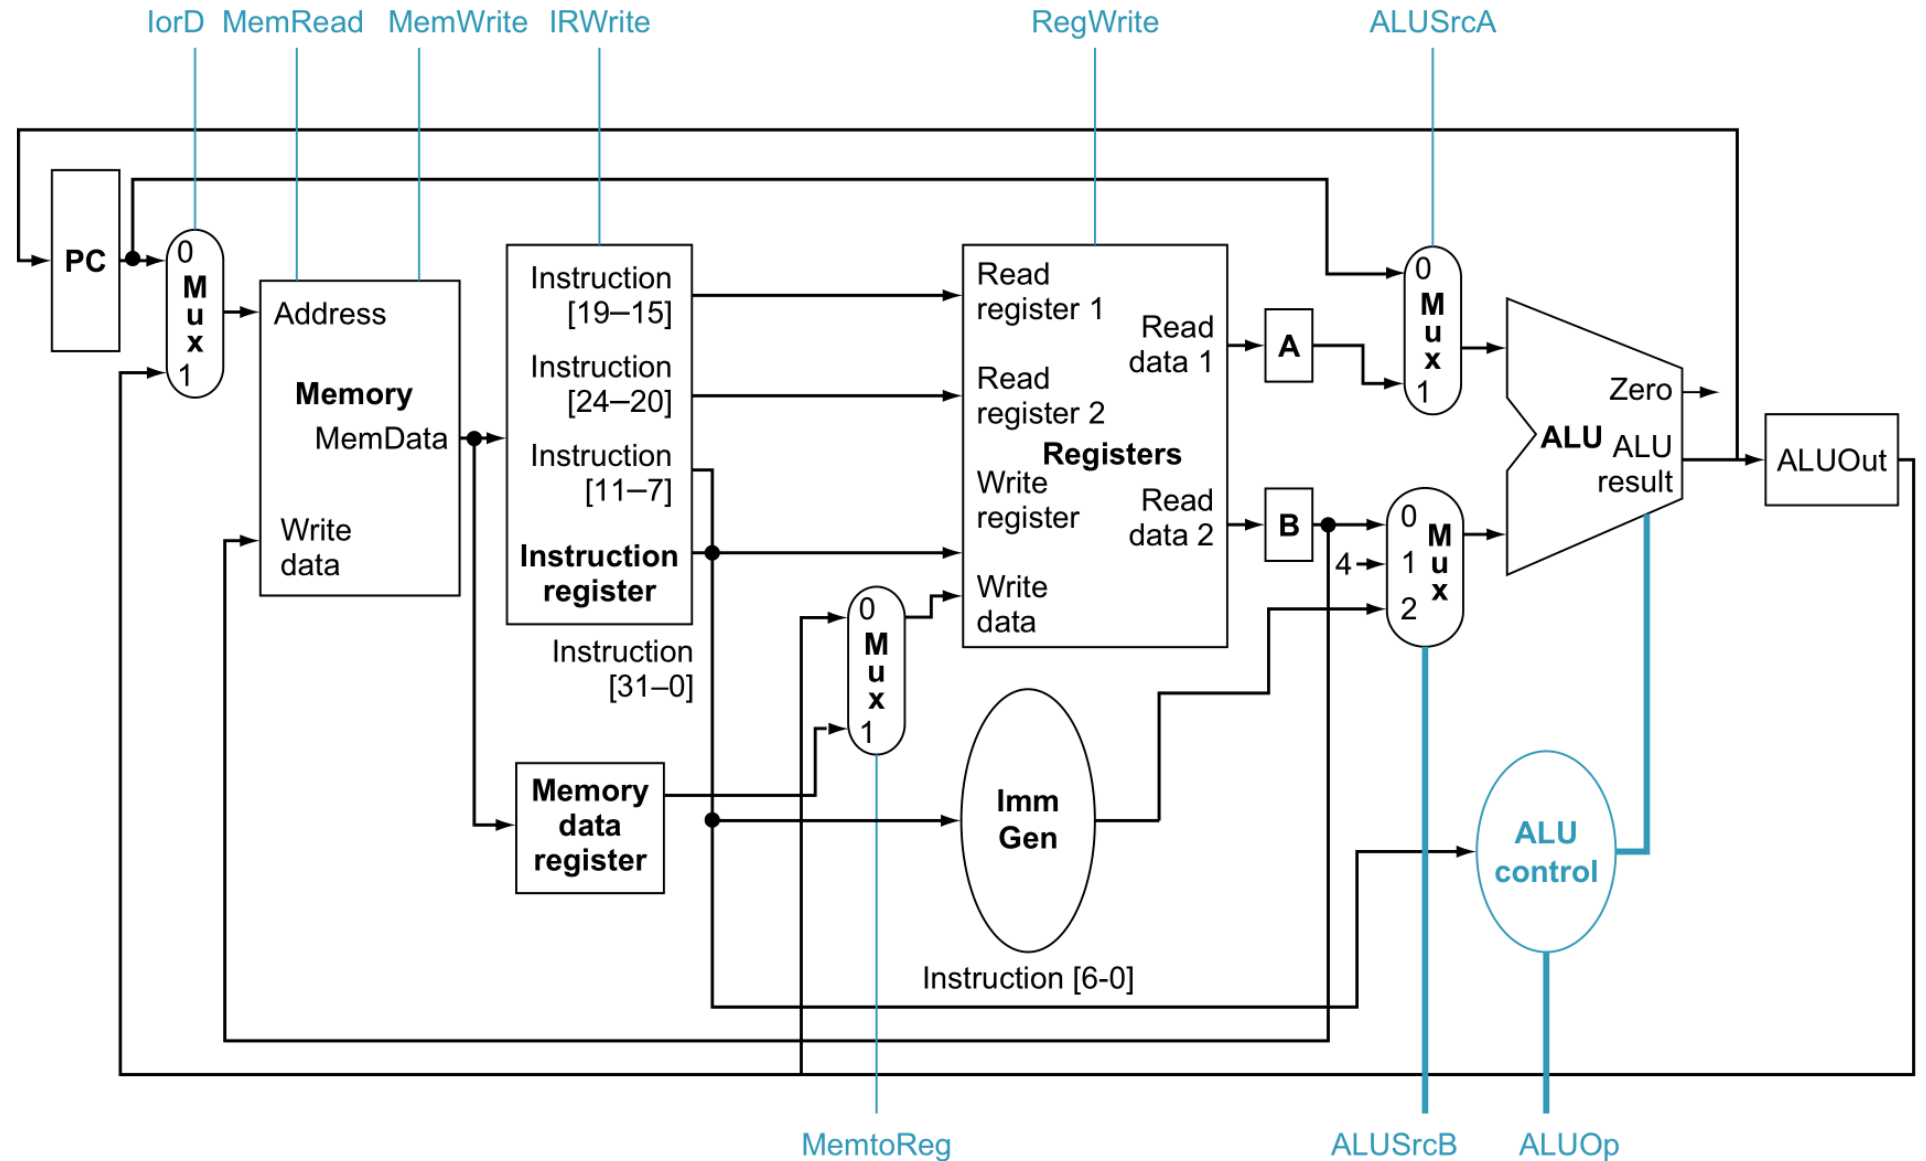 IorD MemRead MemWrite IRWrite RegWrite ALUSrcA
PC
0
M
u
x
1
Address
Memory
MemData
Write
data
Instruction
[19–15]
Instruction
[24–20]
Instruction
[11–7]
Instruction
register
Instruction
[31–0]
Memory
data
register
0
M
u
x
1
Read
register 1
Read
register 2
Registers
Write
register
Write
data
Read
data 1
Read
data 2
Imm
Gen
Instruction [6-0]
A
B
4
0
M
u
x
1
0
1
2
M
u
x
Zero
ALU
ALU
result
ALUOut
ALU
control
MemtoReg ALUSrcB ALUOp